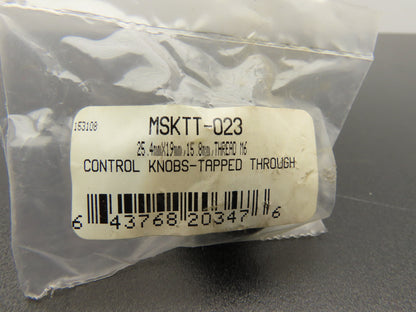 153108
MSKTT-023
25.4mmX19mm,15.8mm,THREAD M6
CONTROL KNOBS-TAPPED THROUGH
6 43768 20347 6